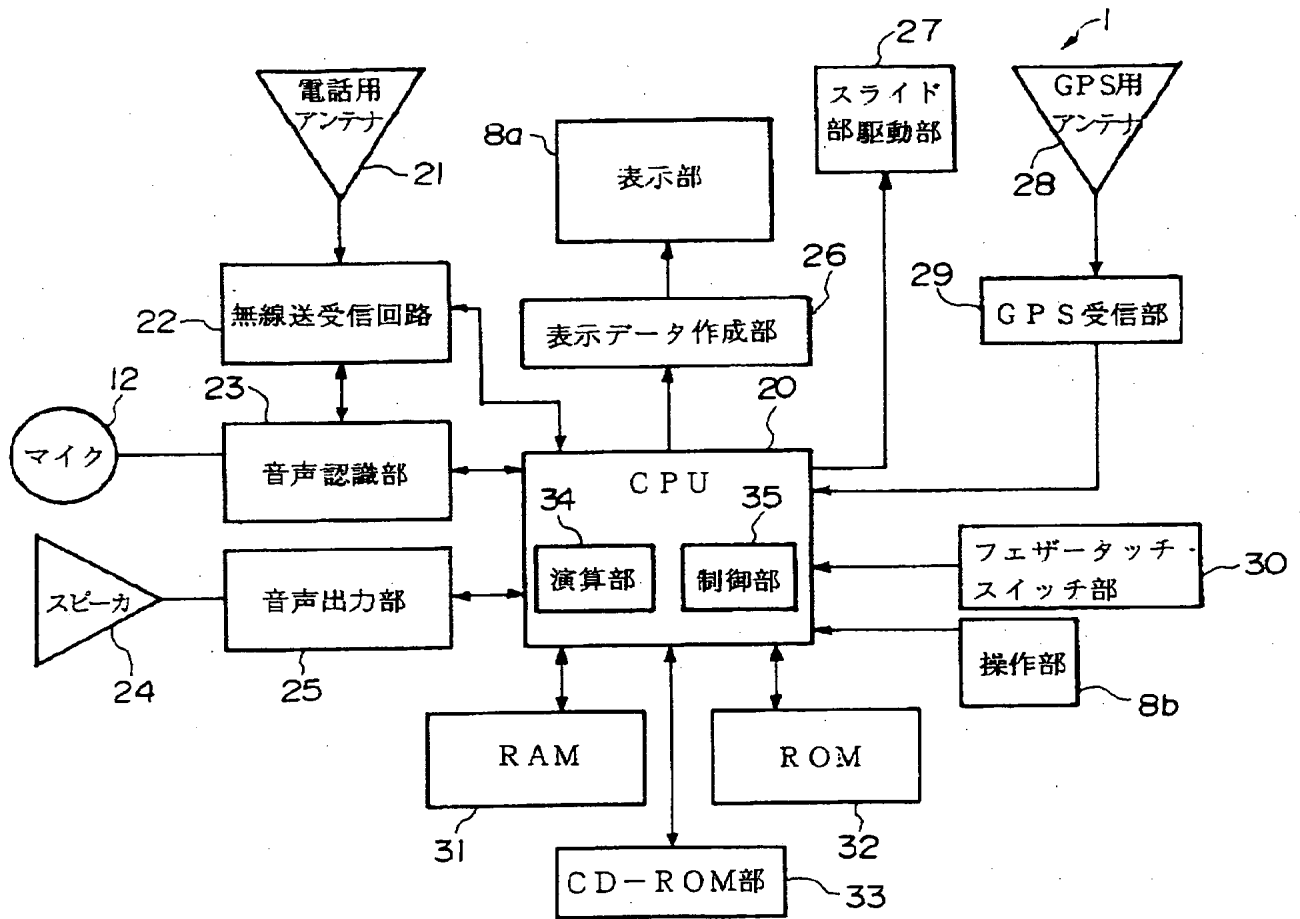 1
27
電話用
アンテナ
21
スライド
部駆動部
GPS用
アンテナ
28
8a
表示部
26
29
GPS受信部
無線送受信回路
22
表示データ作成部
12
23
20
マイク
音声認識部
CPU
34
35
演算部
制御部
フェザータッチ・
スイッチ部
30
スピーカ
24
音声出力部
25
操作部
8b
RAM
31
ROM
32
CD-ROM部
33